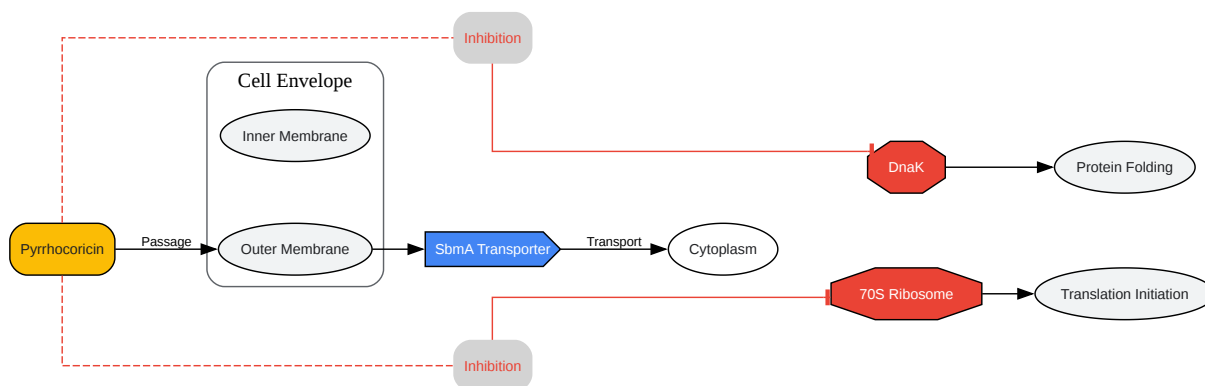 Inhibition
Cell Envelope
Inner Membrane
DnaK
Protein Folding
Pyrrhocoricin
Passage
Outer Membrane
SbmA Transporter
Transport
Cytoplasm
70S Ribosome
Translation Initiation
Inhibition